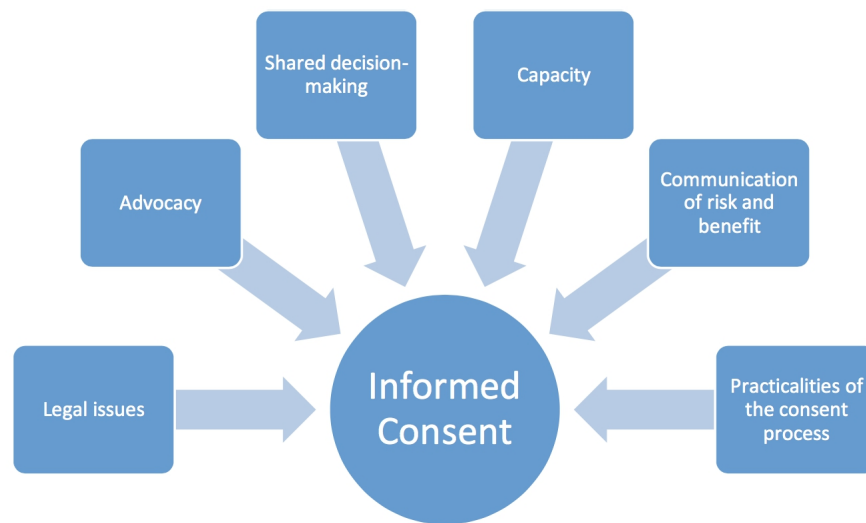 Shared decision-
making
Capacity
Advocacy
Communication
of risk and
benefit
Legal issues
Informed
Consent
Practicalities of
the consent
process